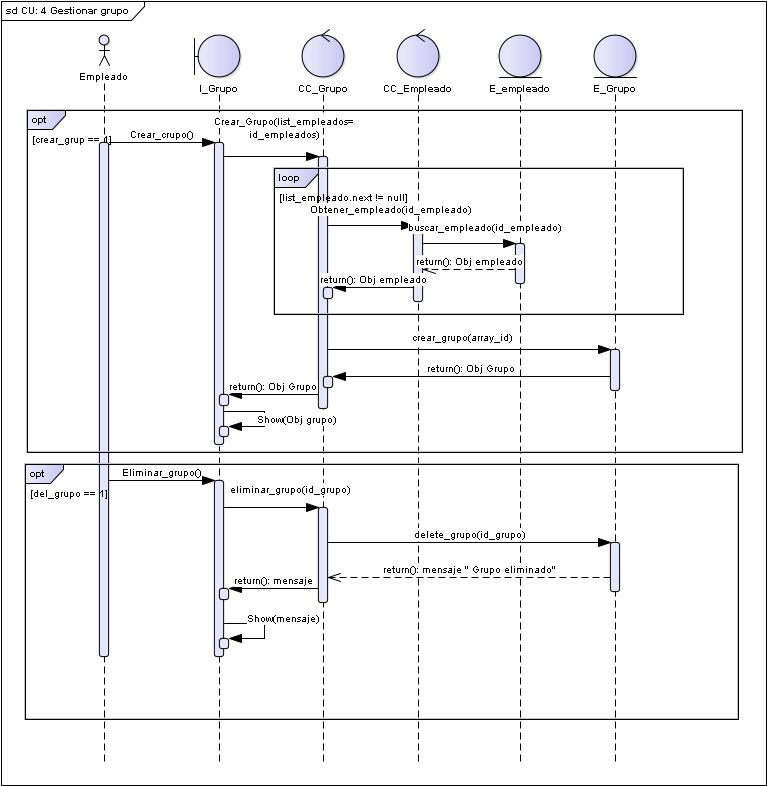 sd CU: 4 Gestionar grupo
Empleado
I_Grupo
CC_Grupo
CC_Empleado
E_empleado
E_Grupo
opt
[crear_grup == 1]
Crear_crupo()
Crear_Grupo(list_empleados=
id_empleados)
loop
[list_empleado.next != null]
Obtener_empleado(id_empleado)
buscar_empleado(id_empleado)
return(): Obj empleado
return(): Obj empleado
crear_grupo(array_id)
return(): Obj Grupo
return(): Obj Grupo
Show(Obj grupo)
opt
[del_grupo == 1]
Eliminar_grupo()
eliminar_grupo(id_grupo)
delete_grupo(id_grupo)
return(): mensaje " Grupo eliminado"
return(): mensaje
Show(mensaje)